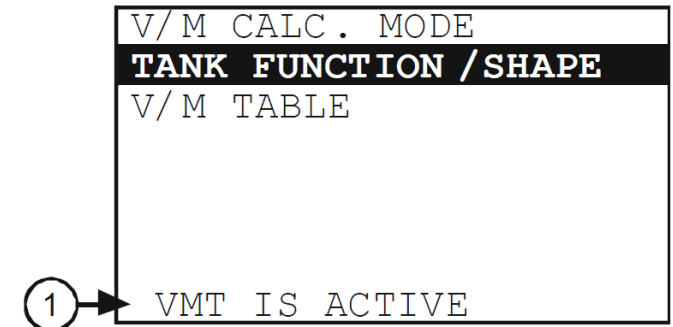 V/M CALC. MODE
TANK FUNCTION /SHAPE
V/M TABLE
1
VMT IS ACTIVE